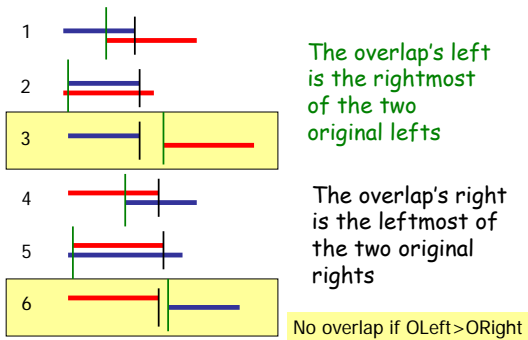 1
2
3
4
5
6
The overlap's left
is the rightmost
of the two
original lefts
The overlap's right
is the leftmost of
the two original
rights
No overlap if OLeft>ORight